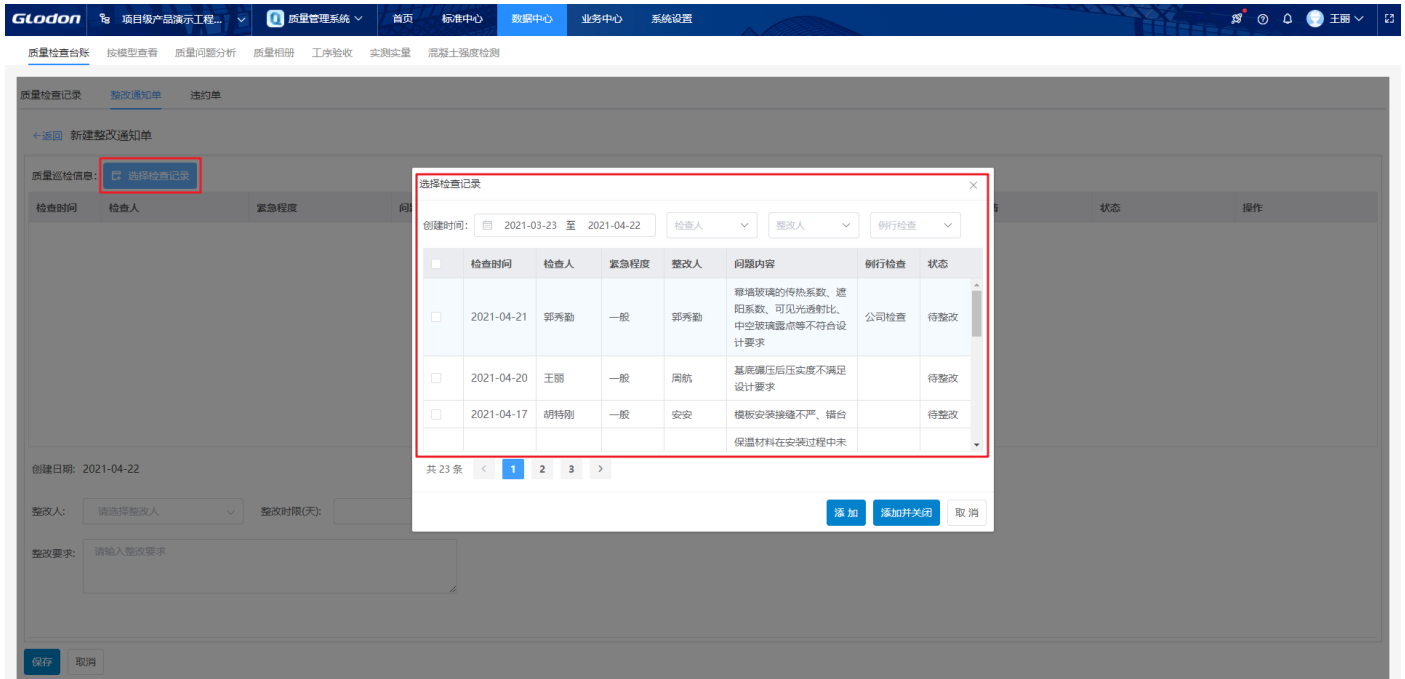 GLODON 项目级产品演示工程... 质量管理系统 首页 标准中心 数据中心 业务中心 系统设置 王丽
质量检查台账 按模型查看 质量问题分析 质量相册 工序验收 实测实量 混凝土强度检测
质量检查记录 整改通知单 违约单
←返回 新建整改通知单
质量巡检信息: 选择检查记录
检查时间 检查人 紧急程度 状态 操作
选择检查记录
创建时间: 2021-03-23 至 2021-04-22 检查人 整改人 例行检查
检查时间 检查人 紧急程度 整改人 问题内容 例行检查 状态
幕墙玻璃的传热系数、遮
阳系数、可见光透射比、
2021-04-21 郭秀勤 一般 郭秀勤 中空玻璃露点等不符合设 公司检查 待整改
计要求
基底碾压后压实度不满足
2021-04-20 王丽 一般 周航 设计要求 待整改
2021-04-17 胡特刚 一般 安安 模板安装接缝不严、错台 待整改
保温材料在安装过程中未
共 23 条 1 2 3
添加 添加并关闭 取消
创建日期: 2021-04-22
整改人: 请选择整改人 整改时限(天):
整改要求: 请输入整改要求
保存 取消